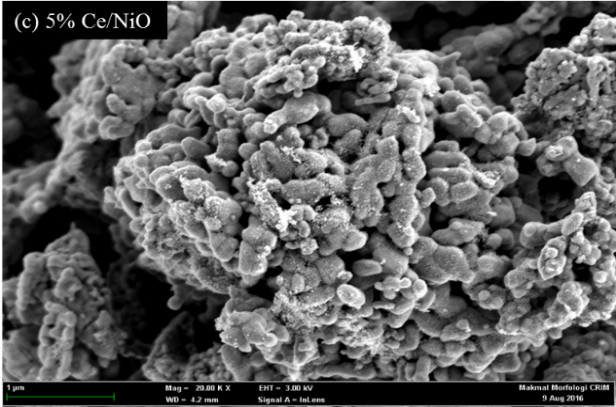 (c) 5% Ce/NiO
1 µm
Mag = 20.00 K X
EHT = 3.00 kV
Makmal Morfologi CRIM
WD = 4.2 mm
Signal A = InLens
9 Aug 2016